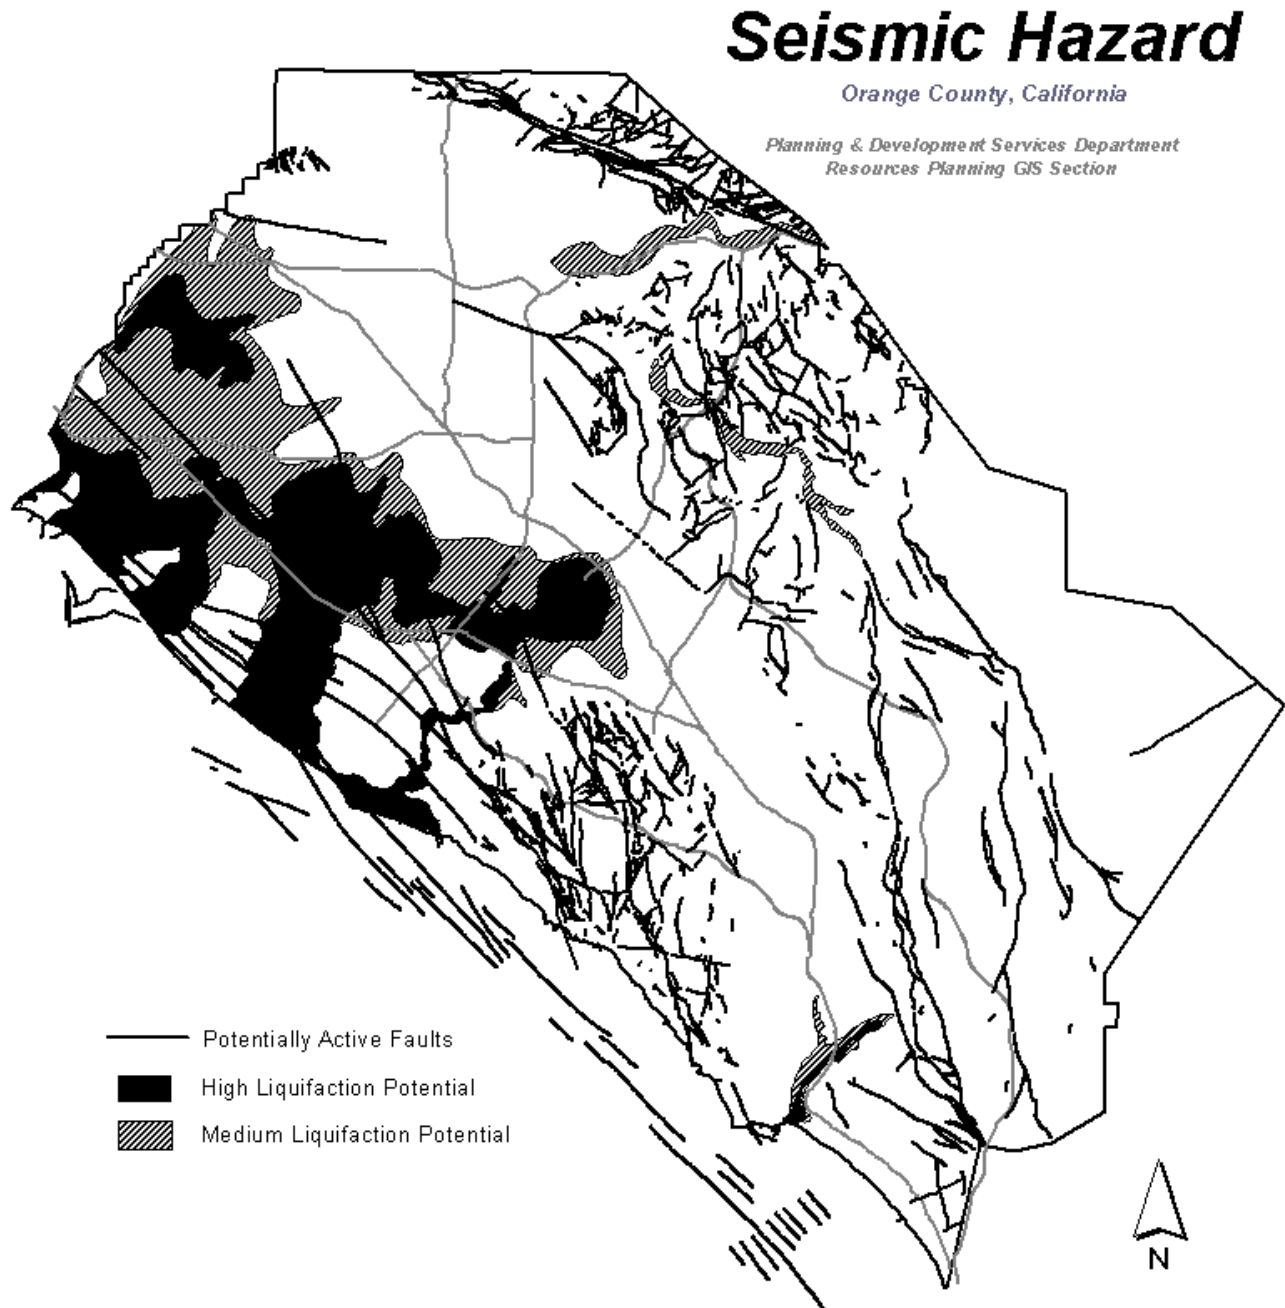 Seismic Hazard
Orange County, California
Planning & Development Services Department
Resources Planning GIS Section
Potentially Active Faults
High Liquifaction Potential
Medium Liquifaction Potential
N